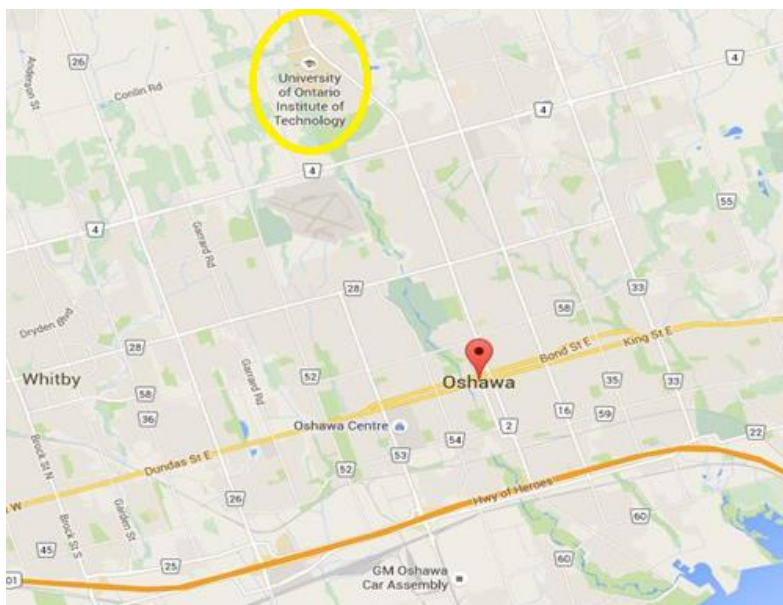 Anderson St
26
Conlin Rd
University
of Ontario
Institute of
Technology
4
4
4
4
Garrard Rd
55
28
33
58
Dryden Blvd
28
Bond St E
King St E
Whitby
52
Oshawa
58
36
Garrard Rd
35
33
16
59
Oshawa Centre
2
54
53
22
Dundas St E
52
Brock St N
26
Hwy of Heroes
W
Garden St
Brock St S
60
45
25
60
01
GM Oshawa
Car Assembly